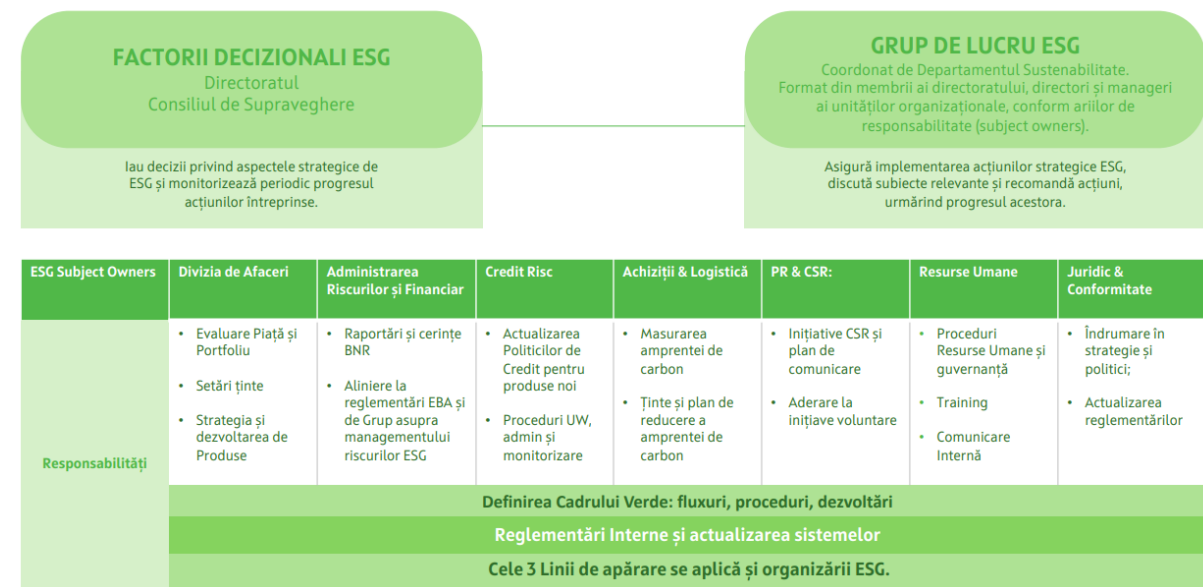 FACTORII DECIZIONALI ESG
Directoratul
Consiliul de Supraveghere
Iau decizii privind aspectele strategice de
ESG și monitorizează periodic progresul
acțiunilor întreprinse.
GRUP DE LUCRU ESG
Coordonat de Departamentul Sustenabilitate.
Format din membrii ai directoratului, directori și manageri
ai unităților organizaționale, conform ariilor de
responsabilitate (subject owners).
Asigură implementarea acțiunilor strategice ESG,
discută subiecte relevante și recomandă acțiuni,
urmărind progresul acestora.
ESG Subject Owners
Divizia de Afaceri
Administrarea
Riscurilor și Financiar
Credit Risc
Achiziții & Logistică
PR & CSR:
Resurse Umane
Juridic &
Conformitate
Responsabilități
• Evaluare Piață și
Portfoliu
• Setări ținte
• Strategia și
dezvoltarea de
Produse
• Raportări și cerințe
BNR
• Aliniere la
reglementări EBA și
de Grup asupra
managementului
riscurilor ESG
• Actualizarea
Politicilor de
Credit pentru
produse noi
• Proceduri UW,
admin și
monitorizare
• Masurarea
amprentei de
carbon
• Ținte și plan de
reducere a
amprentei de
carbon
• Inițiative CSR și
plan de
comunicare
• Aderare la
inițiave voluntare
• Proceduri
Resurse Umane și
guvernanță
• Training
• Comunicare
Internă
• Îndrumare în
strategie și
politici;
• Actualizarea
reglementărilor
Definirea Cadrului Verde: fluxuri, proceduri, dezvoltări
Reglementări Interne și actualizarea sistemelor
Cele 3 Linii de apărare se aplică și organizării ESG.